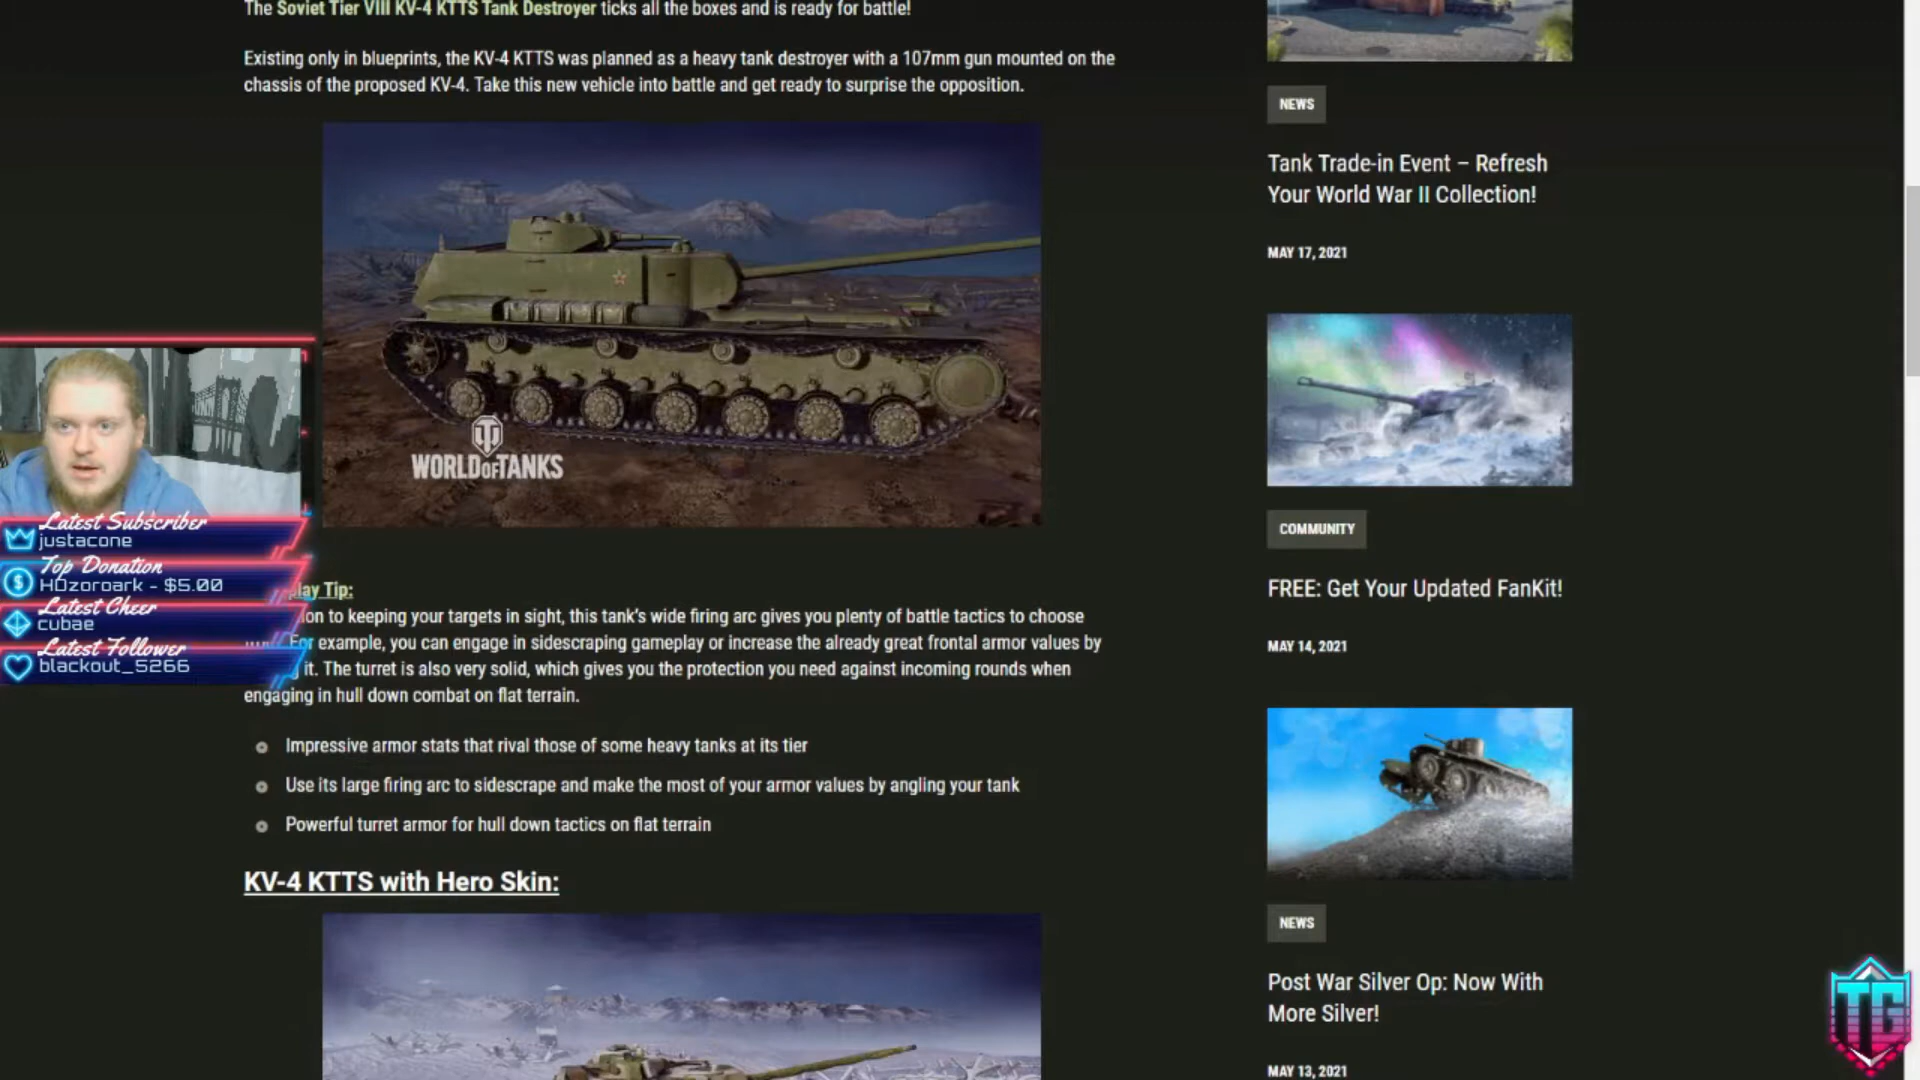 The Soviet Tier VIII KV-4 KTTS Tank Destroyer ticks all the boxes and is ready for battle!
Existing only in blueprints, the KV-4 KTTS was planned as a heavy tank destroyer with a 107mm gun mounted on the
chassis of the proposed KV-4. Take this new vehicle into battle and get ready to surprise the opposition.
WORLD OF TANKS
Latest Subscriber
justacone
Top Donation
HDzoroark - $5.00
Latest Cheer
cubae
Latest Follower
blackout_5266
lay Tip:
ion to keeping your targets in sight, this tank's wide firing arc gives you plenty of battle tactics to choose
For example, you can engage in sidescraping gameplay or increase the already great frontal armor values by
it. The turret is also very solid, which gives you the protection you need against incoming rounds when
engaging in hull down combat on flat terrain.
Impressive armor stats that rival those of some heavy tanks at its tier
Use its large firing arc to sidescrape and make the most of your armor values by angling your tank
Powerful turret armor for hull down tactics on flat terrain
KV-4 KTTS with Hero Skin:
NEWS
Tank Trade-in Event – Refresh
Your World War II Collection!
MAY 17, 2021
COMMUNITY
FREE: Get Your Updated FanKit!
MAY 14, 2021
NEWS
Post War Silver Op: Now With
More Silver!
MAY 13, 2021
TG